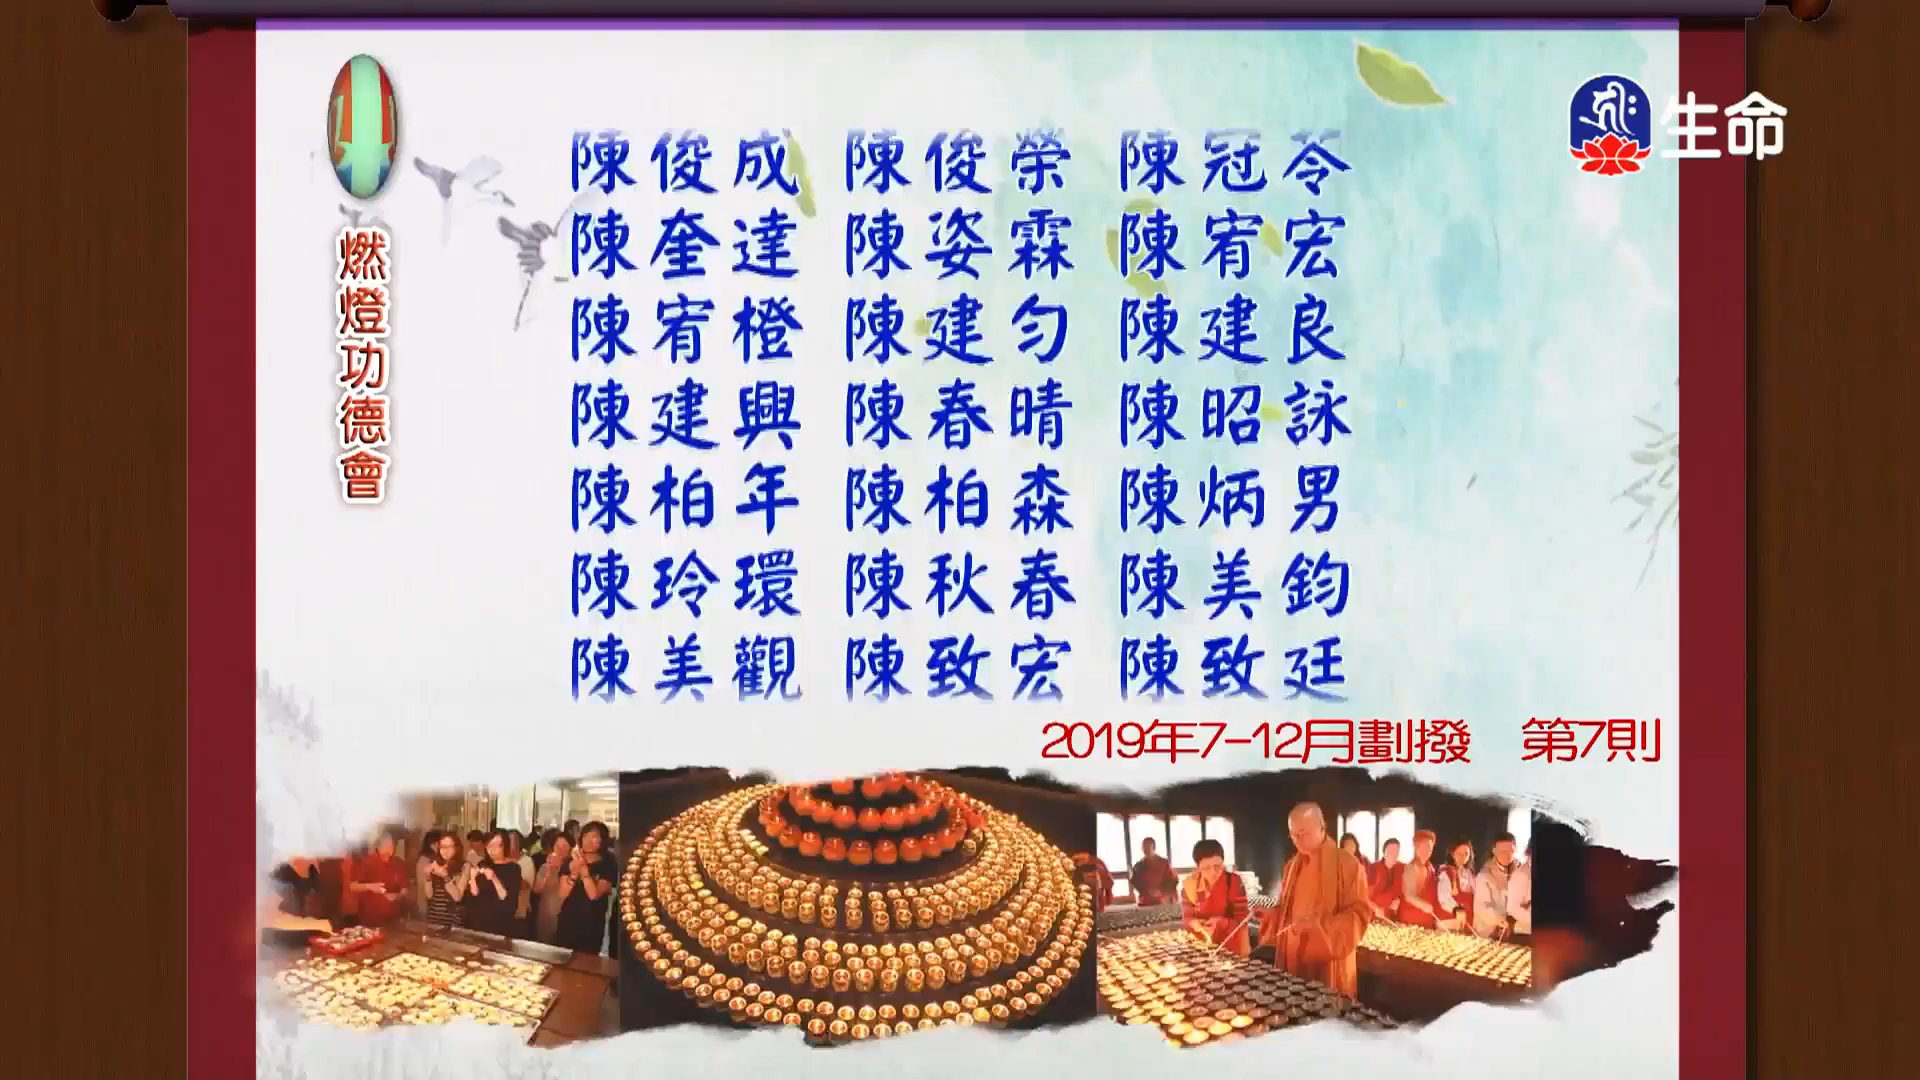 生命
燃燈功德會
陳俊成 陳俊榮 陳冠苓
陳奎達 陳姿霖 陳宥宏
陳宥橙 陳建勻 陳建良
陳建興 陳春晴 陳昭詠
陳柏年 陳柏森 陳炳男
陳玲環 陳秋春 陳美鈞
陳美觀 陳致宏 陳致廷
2019年7-12月劃撥 第7則